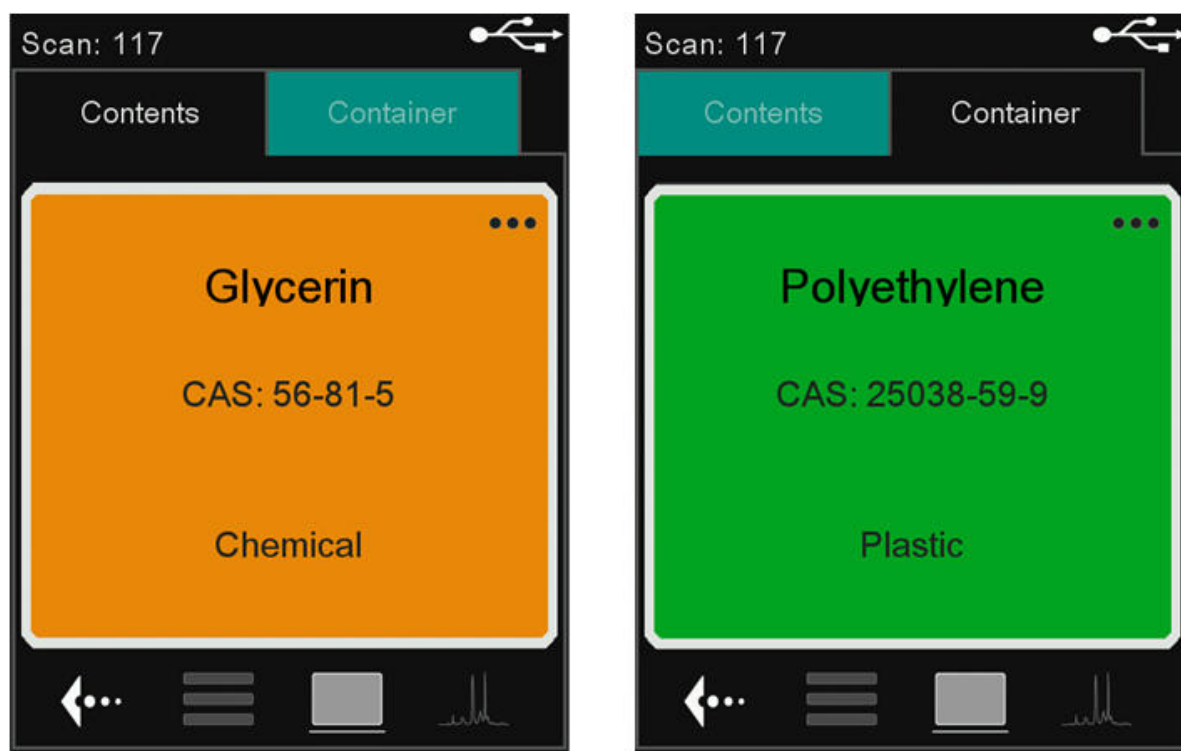 Scan: 117
Contents Container
Glycerin
CAS: 56-81-5
Chemical
Scan: 117
Contents Container
Polyethylene
CAS: 25038-59-9
Plastic